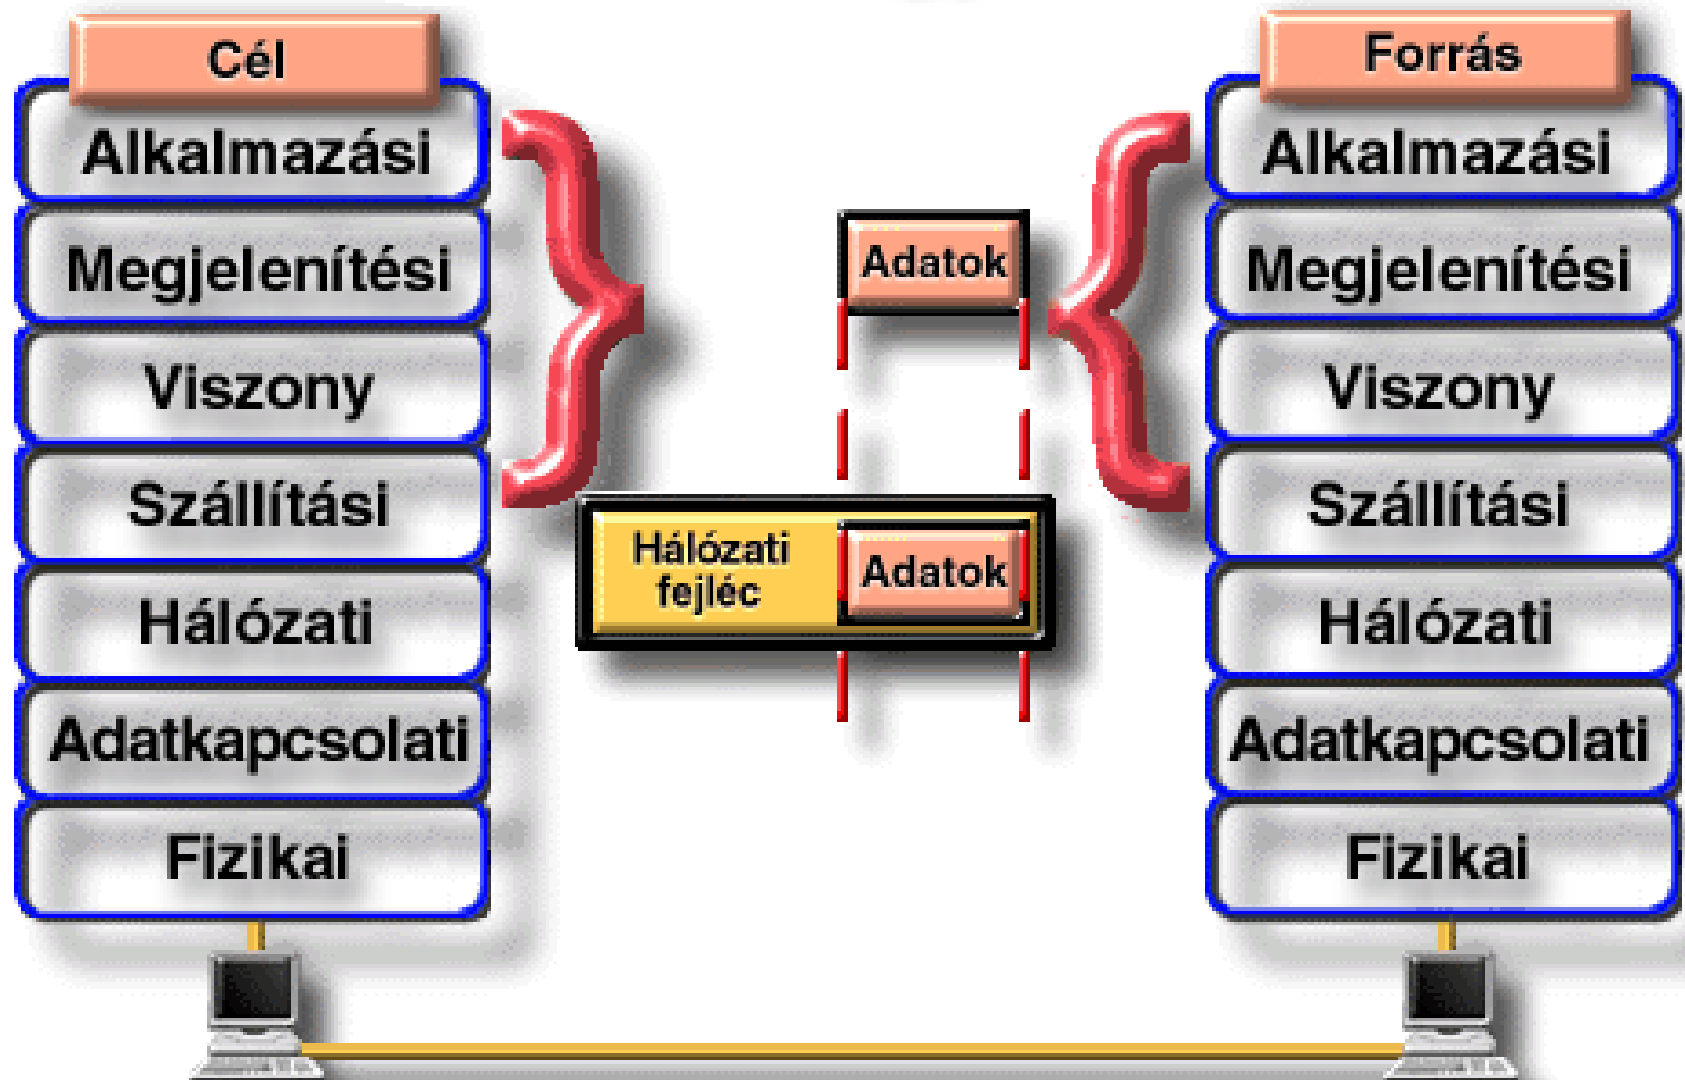 Cél
Alkalmazási
Megjelenítési
Viszony
Szállítási
Hálózati
Adatkapcsolati
Fizikai
Adatok
Hálózati
fejléc
Adatok
Forrás
Alkalmazási
Megjelenítési
Viszony
Szállítási
Hálózati
Adatkapcsolati
Fizikai